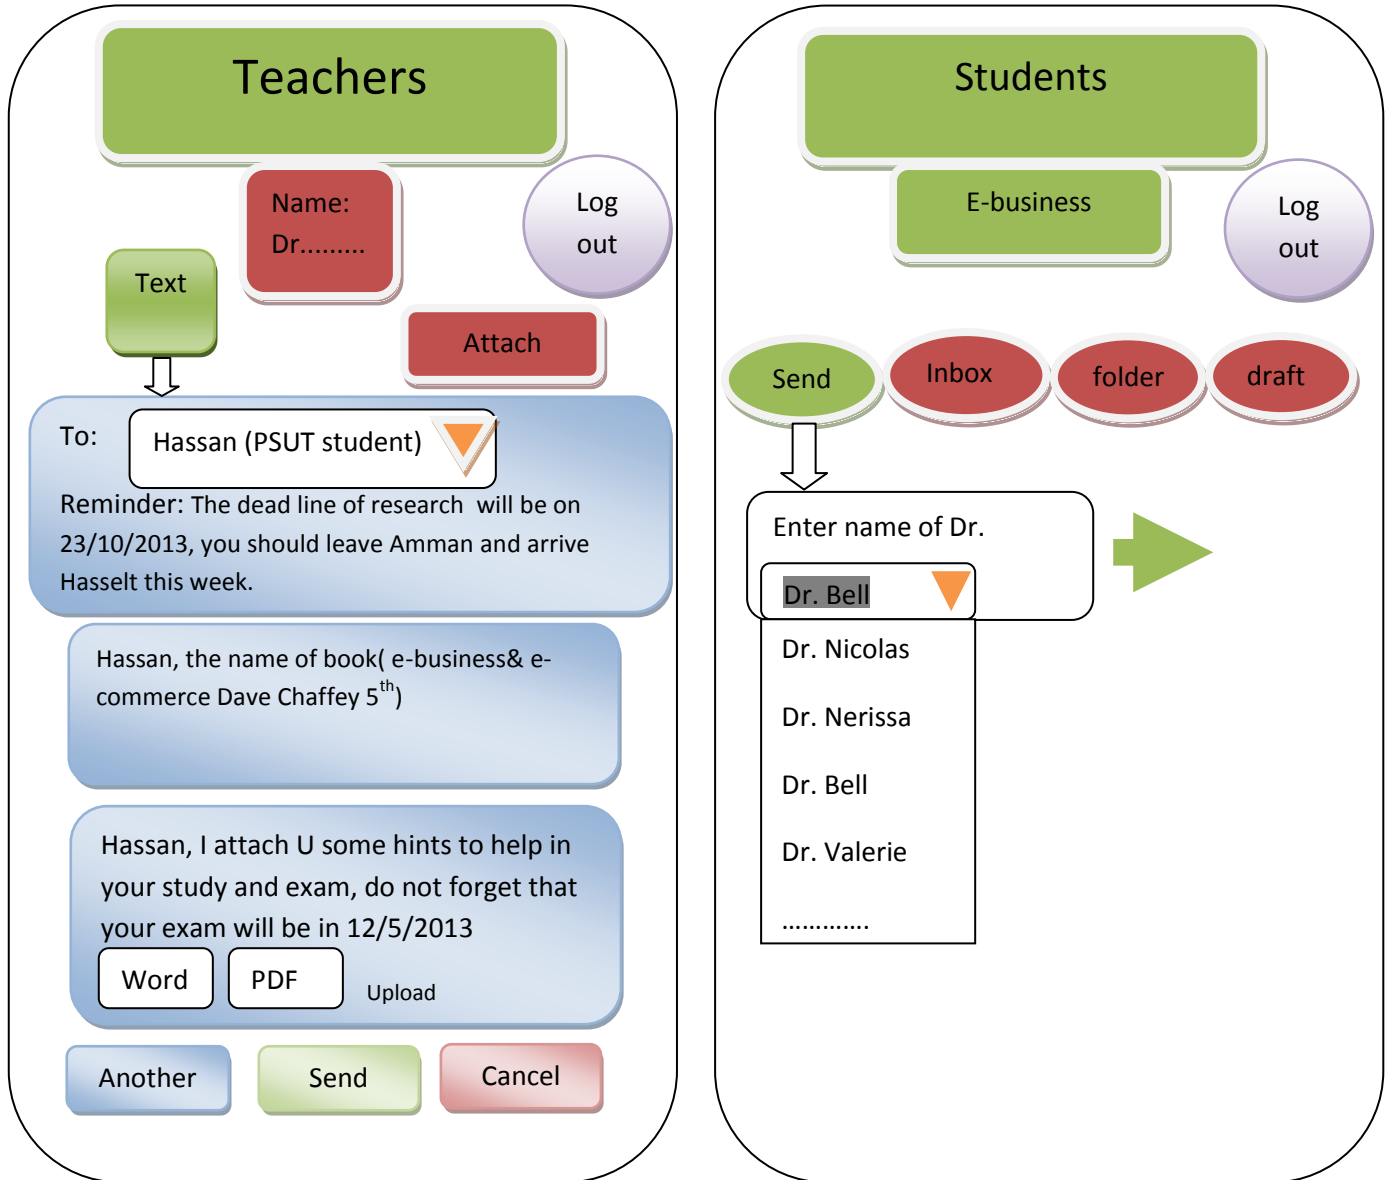 Teachers
Name:
Dr.........
Log
out
Text
Attach
To:
Hassan (PSUT student)
Reminder: The dead line of research will be on
23/10/2013, you should leave Amman and arrive
Hasselt this week.
Hassan, the name of book( e-business& e-
commerce Dave Chaffey 5th)
Hassan, I attach U some hints to help in
your study and exam, do not forget that
your exam will be in 12/5/2013
Word
PDF
Upload
Another
Send
Cancel
Students
E-business
Log
out
Send
Inbox
folder
draft
Enter name of Dr.
Dr. Bell
Dr. Nicolas
Dr. Nerissa
Dr. Bell
Dr. Valerie
.............